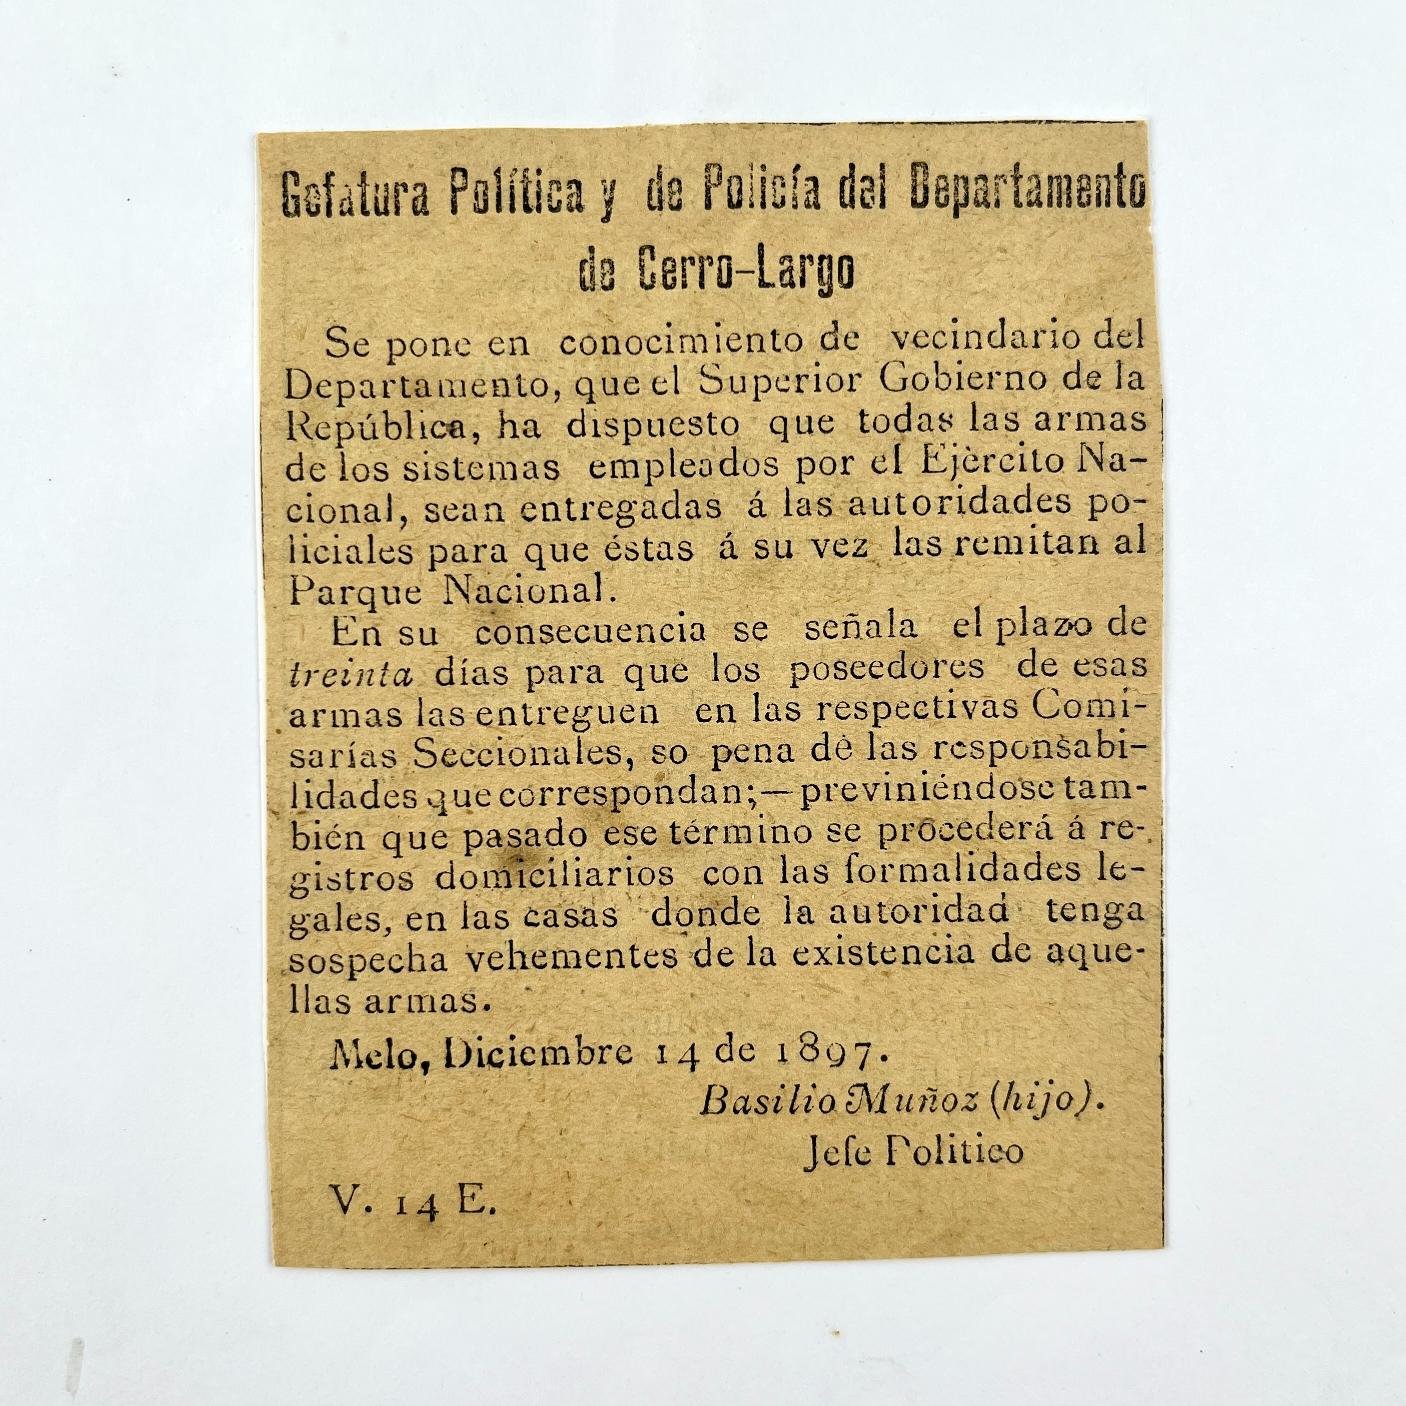 Gefatura Política y de Policía del Departamento
de Cerro-Largo
Se pone en conocimiento de vecindario del
Departamento, que el Superior Gobierno de la
República, ha dispuesto que todas las armas
de los sistemas empleados por el Ejèrcito Na-
cional, sean entregadas á las autoridades po-
liciales para que éstas á su vez las remitan al
Parque Nacional.
En su consecuencia se señala el plazo de
treinta días para que los poseedores de esas
armas las entreguen en las respectivas Comi-
sarías Seccionales, so pena de las responsabi-
lidades que correspondan;—previniéndose tam-
bién que pasado ese término se procederá á re-
gistros domiciliarios con las formalidades le-
gales, en las casas donde la autoridad tenga
sospecha vehementes de la existencia de aque-
llas armas.
Melo, Diciembre 14 de 1897.
Basilio Muñoz (hijo).
Jefe Politico
V. 14 E.